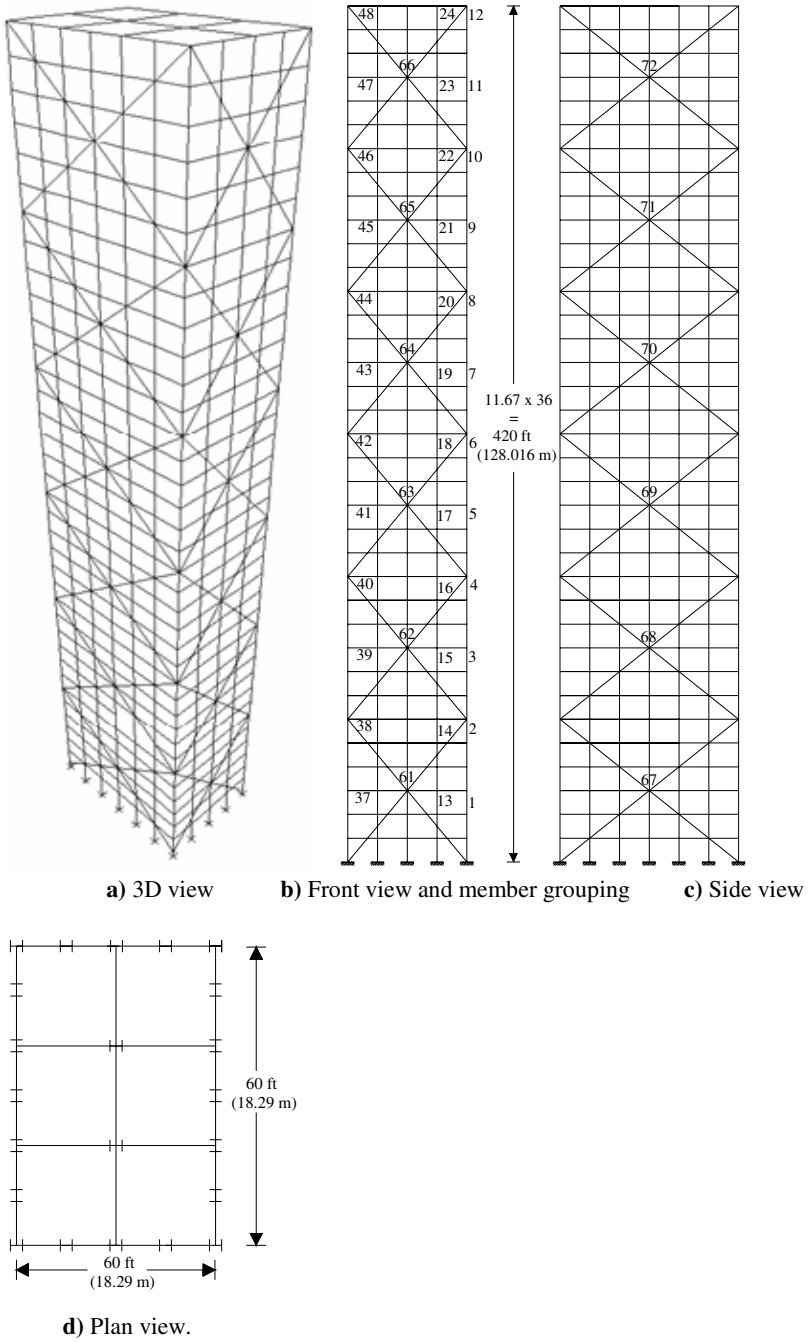 48 24 12
66
47 23 11
46 22 10
65
45 21 9
44 20 8
64
43 19 7
42 18 6
63
41 17 5
40 16 4
62
39 15 3
38 14 2
61
37 13 1
11.67 x 36
=
420 ft
(128.016 m)
72
71
70
69
68
67
a) 3D view
b) Front view and member grouping
c) Side view
60 ft
(18.29 m)
60 ft
(18.29 m)
d) Plan view.